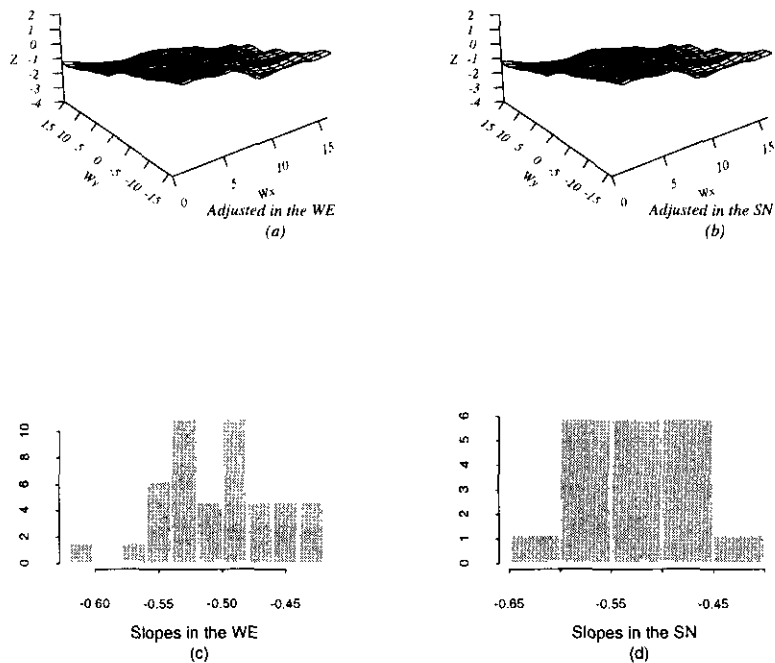 2
1
0
Z -1
-2
-3
-4
15
10
5
0
-5
-10
-15
Wy
0
5
10
15
Wx
Adjusted in the WE
(a)
2
1
0
Z -1
-2
-3
-4
15
10
5
0
-5
-10
-15
Wy
0
5
10
15
Wx
Adjusted in the SN
(b)
10
8
6
4
2
0
-0.60 -0.55 -0.50 -0.45
Slopes in the WE
(c)
6
5
4
3
2
1
0
-0.65 -0.55 -0.45
Slopes in the SN
(d)